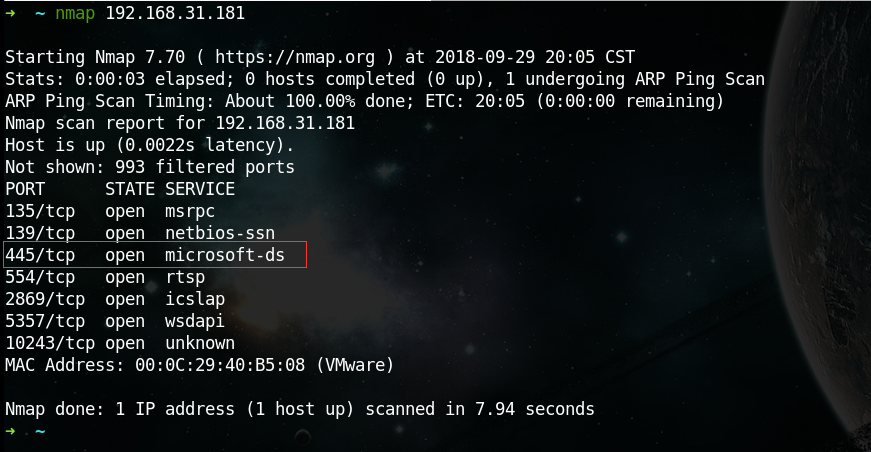 ➜  ~ nmap 192.168.31.181
Starting Nmap 7.70 ( https://nmap.org ) at 2018-09-29 20:05 CST
Stats: 0:00:03 elapsed; 0 hosts completed (0 up), 1 undergoing ARP Ping Scan
ARP Ping Scan Timing: About 100.00% done; ETC: 20:05 (0:00:00 remaining)
Nmap scan report for 192.168.31.181
Host is up (0.0022s latency).
Not shown: 993 filtered ports
PORT      STATE SERVICE
135/tcp   open  msrpc
139/tcp   open  netbios-ssn
445/tcp   open  microsoft-ds
554/tcp   open  rtsp
2869/tcp  open  icslap
5357/tcp  open  wsdapi
10243/tcp open  unknown
MAC Address: 00:0C:29:40:B5:08 (VMware)
Nmap done: 1 IP address (1 host up) scanned in 7.94 seconds
➜  ~